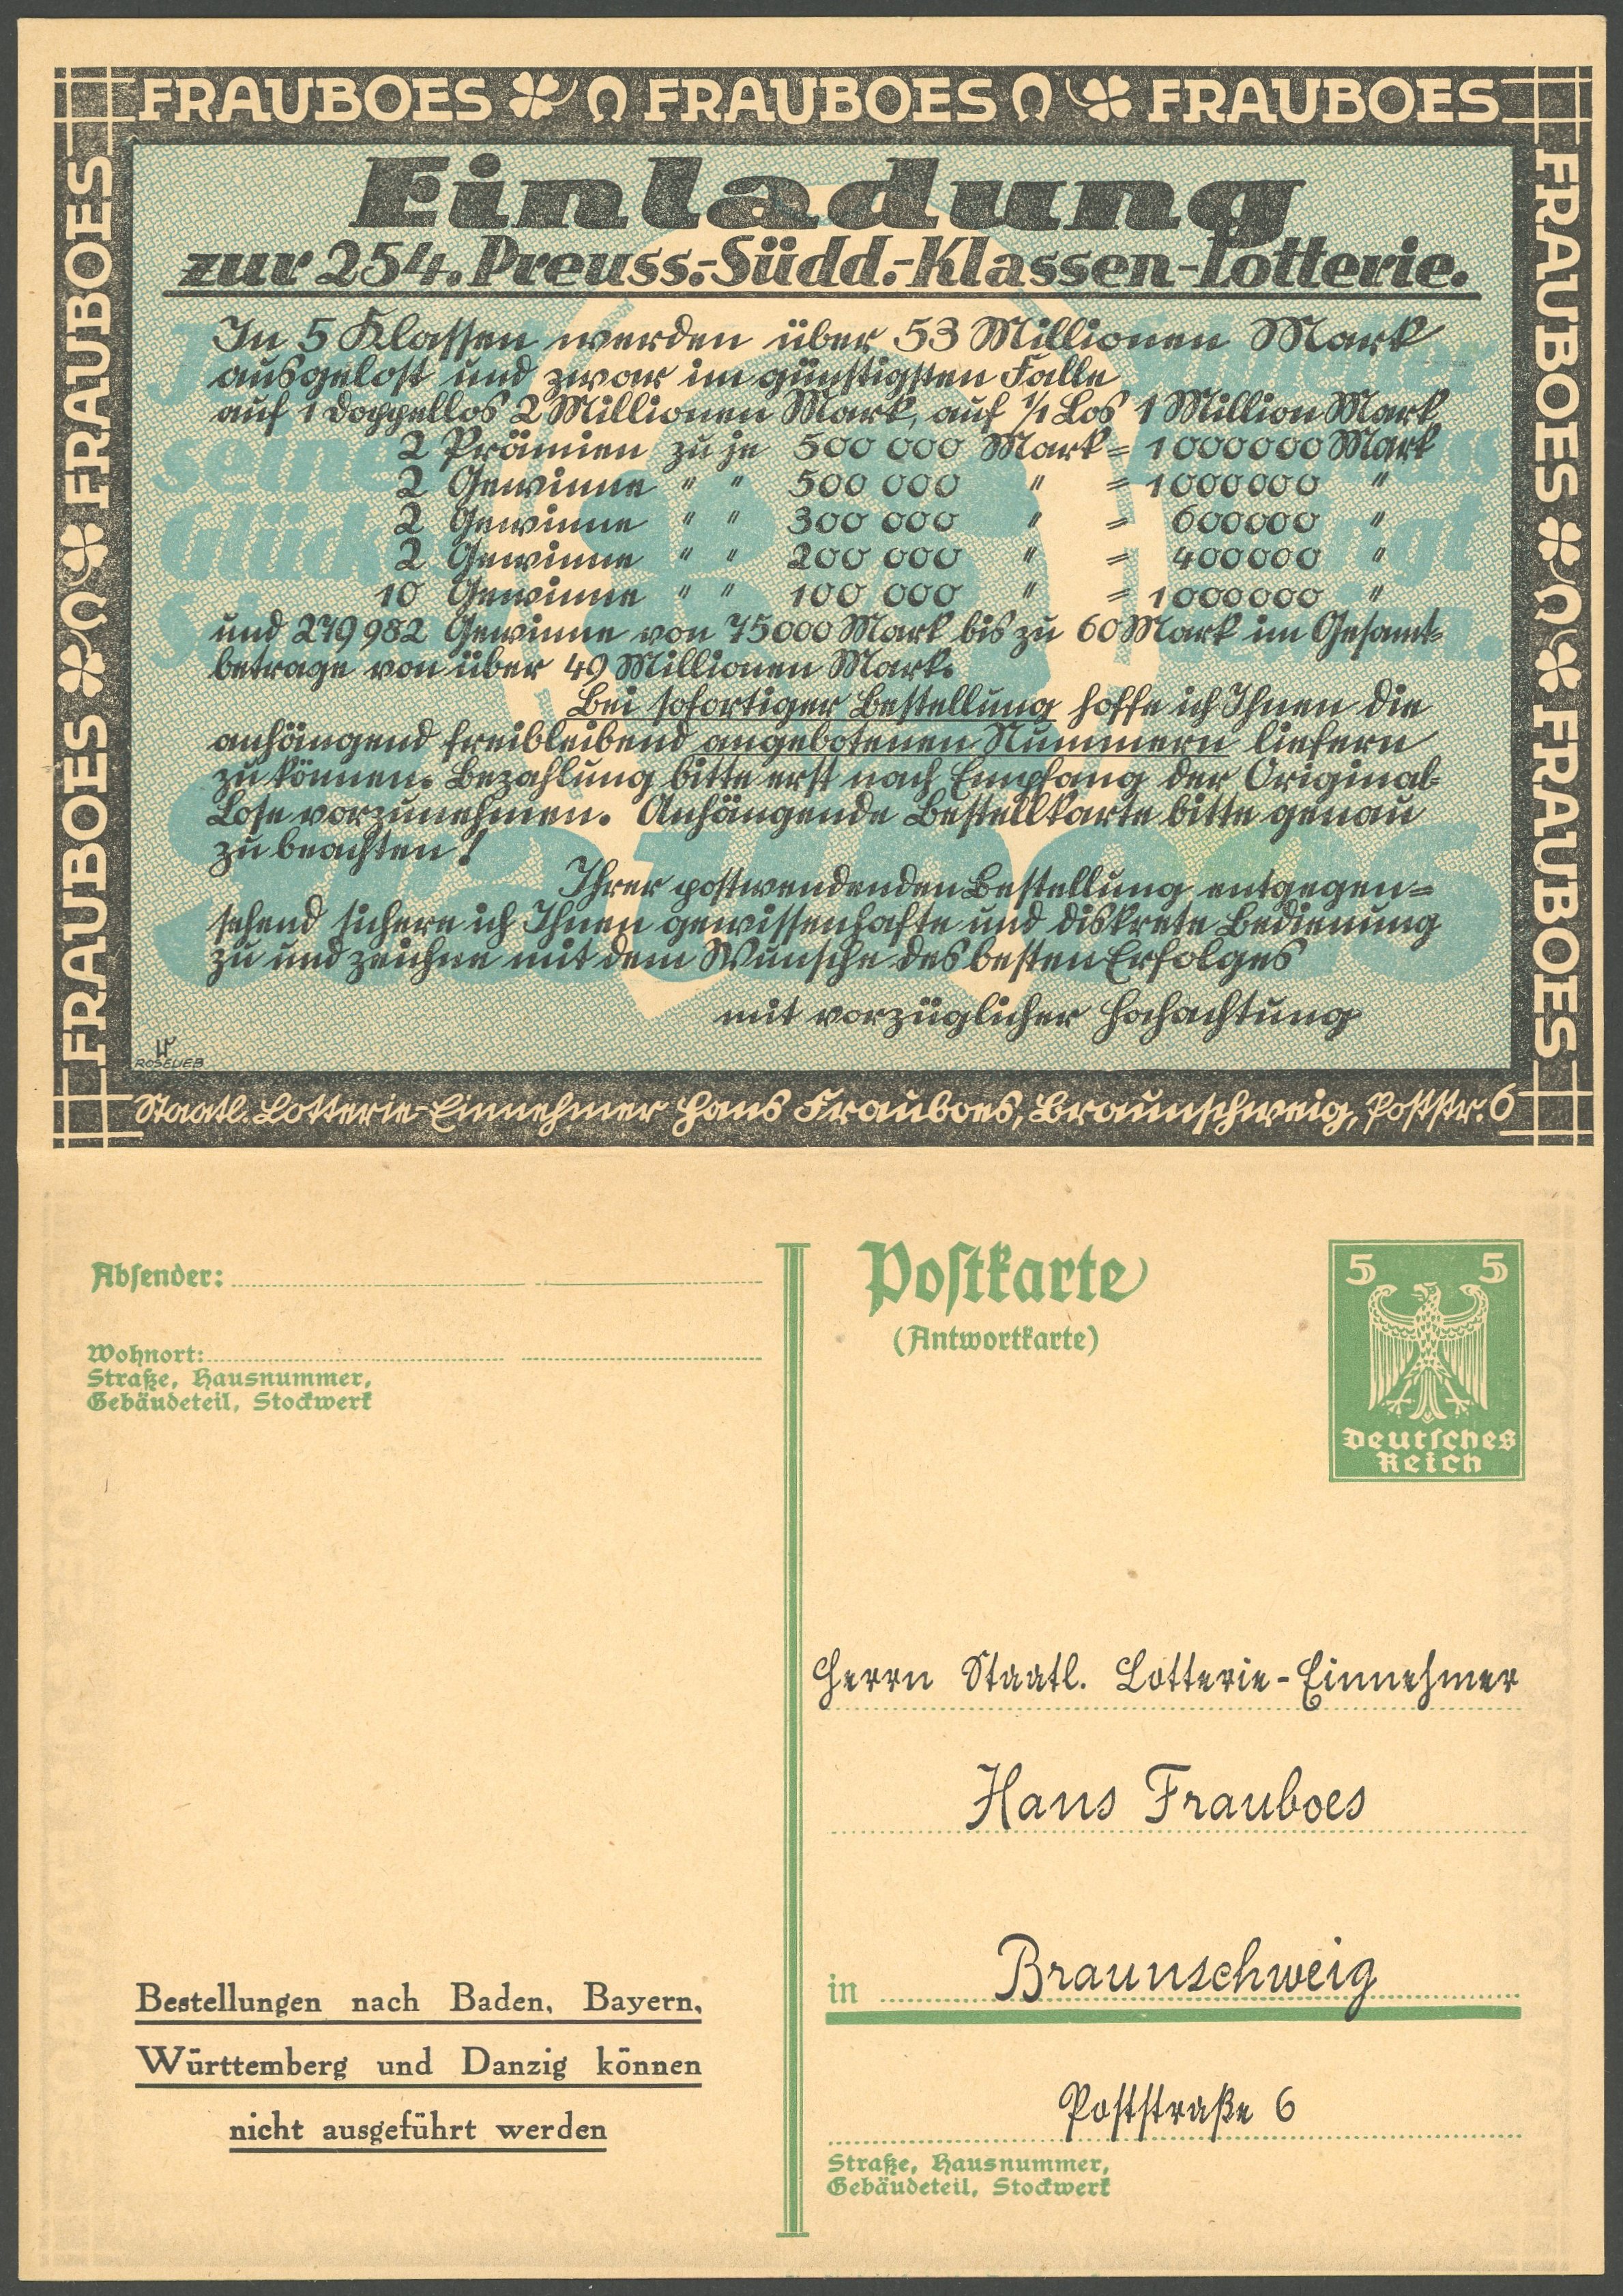 FRAUBOES FRAUBOES FRAUBOES
FRAUBOES FRAUBOES
FRAUBOES FRAUBOES
Einladung
zur 254. Preuss.-Südd.-Klassen-Lotterie.
In 5 Klassen werden über 53 Millionen Mark
ausgelost und zwar im günstigsten Falle
auf 1 Doppellos 2 Millionen Mark, auf 1/1 Los 1 Million Mark
2 Prämien zu je 500 000 Mark = 1000000 Mark
2 Gewinne " " 500 000 " = 1000000 "
2 Gewinne " " 300 000 " = 600000 "
2 Gewinne " " 200 000 " = 400000 "
10 Gewinne " " 100 000 " = 1000000 "
und 279982 Gewinne von 75000 Mark bis zu 60 Mark im Gesamt-
betrage von über 49 Millionen Mark.
Bei sofortiger Bestellung hoffe ich Ihnen die
anhängend freibleibend angebotenen Nummern liefern
zu können. Bezahlung bitte erst nach Empfang der Original-
Lose vorzunehmen. Anhängende Bestellkarte bitte genau
zu beachten!
Ihrer postwendenden Bestellung entgegen-
sehend sichere ich Ihnen gewissenhafte und diskrete Bedienung
zu und zeichne mit dem Wunsche des besten Erfolges
mit vorzüglicher Hochachtung
ROSELIEB
Staatl. Lotterie-Einnehmer Hans Frauboes, Braunschweig, Poststr. 6
seine
Glück
Frauboes
Absender:
Wohnort:
Straße, Hausnummer,
Gebäudeteil, Stockwerk
Postkarte
(Antwortkarte)
5 5
Deutsches
Reich
Herrn Staatl. Lotterie-Einnehmer
Hans Frauboes
in Braunschweig
Poststraße 6
Straße, Hausnummer,
Gebäudeteil, Stockwerk
Bestellungen nach Baden, Bayern,
Württemberg und Danzig können
nicht ausgeführt werden